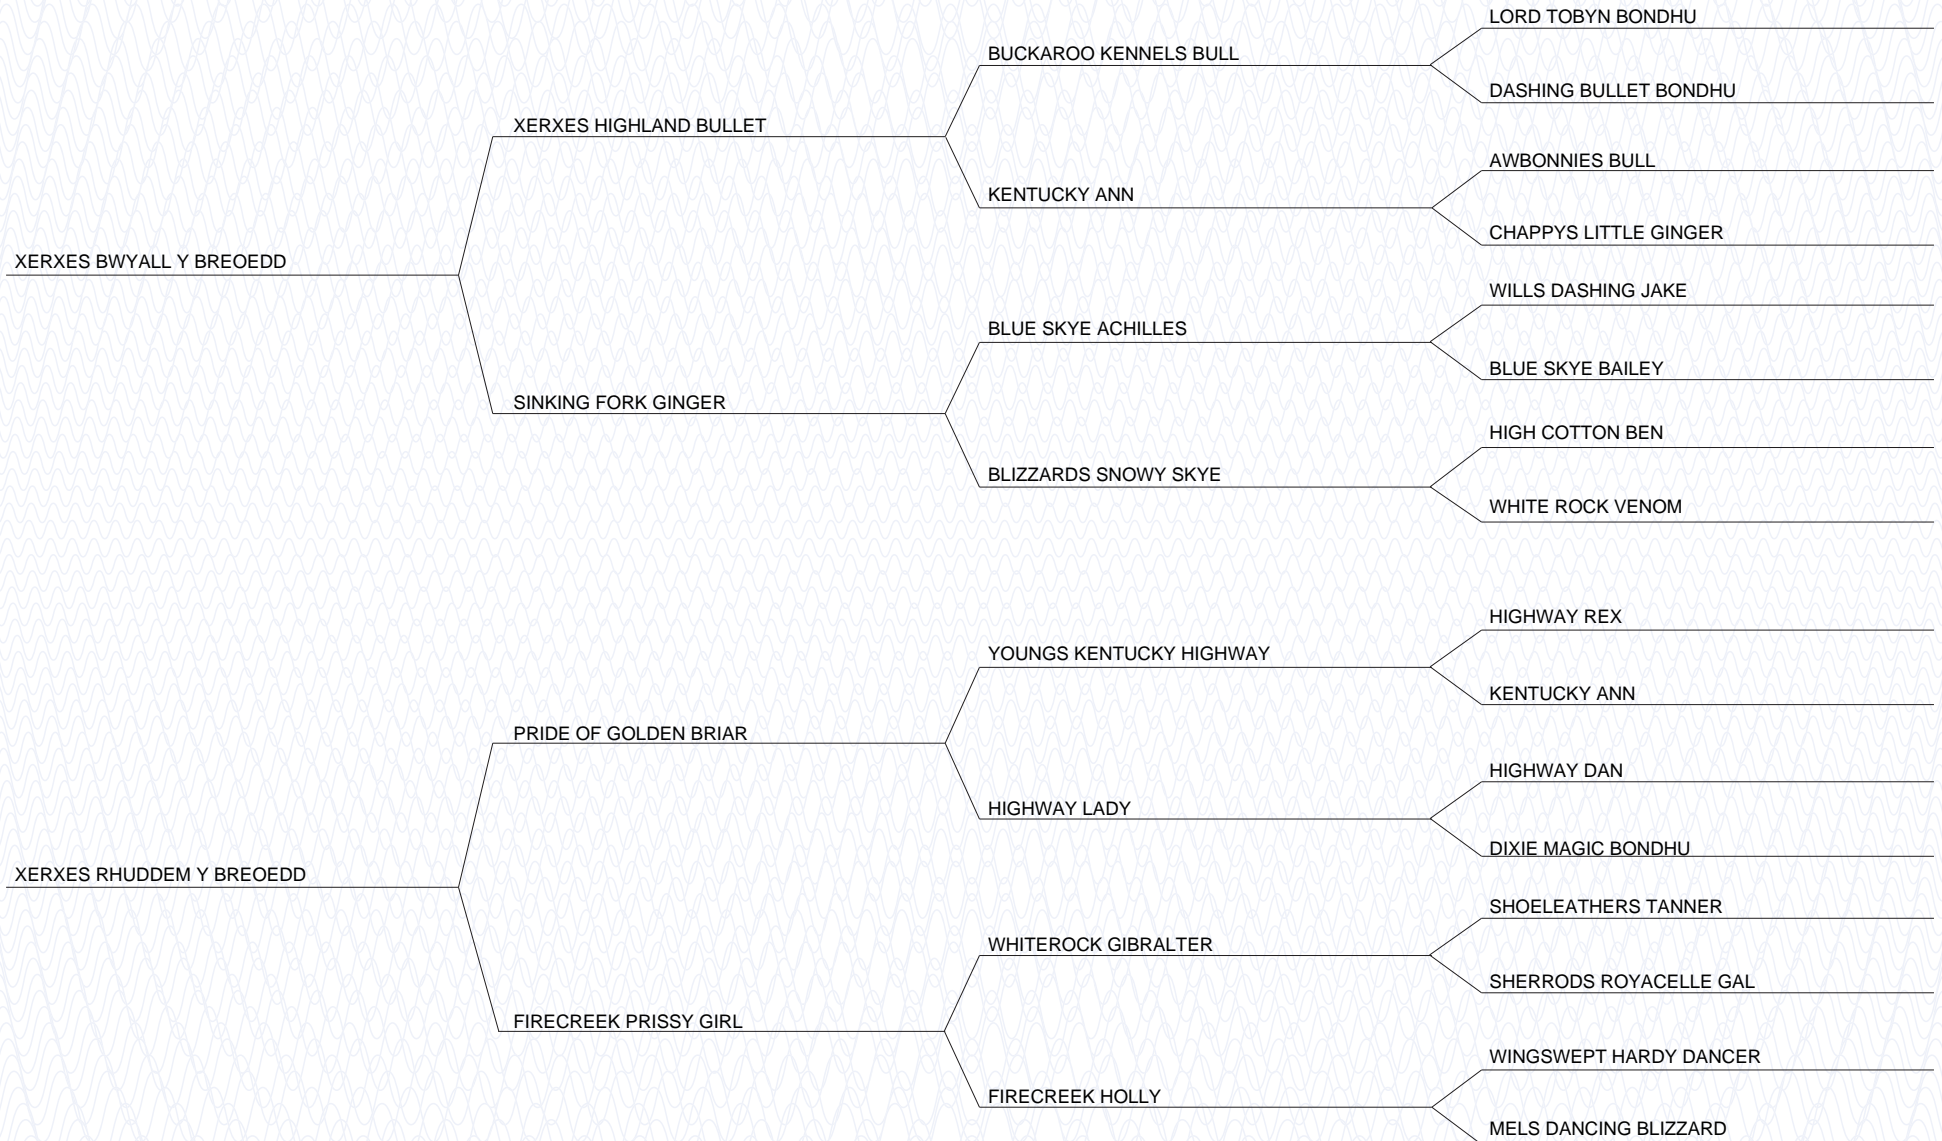 LORD TOBYN BONDHU
BUCKAROO KENNELS BULL
DASHING BULLET BONDHU
XERXES HIGHLAND BULLET
AWBONNIES BULL
KENTUCKY ANN
CHAPPYS LITTLE GINGER
XERXES BWYALL Y BREOEDD
WILLS DASHING JAKE
BLUE SKYE ACHILLES
BLUE SKYE BAILEY
SINKING FORK GINGER
HIGH COTTON BEN
BLIZZARDS SNOWY SKYE
WHITE ROCK VENOM
HIGHWAY REX
YOUNGS KENTUCKY HIGHWAY
KENTUCKY ANN
PRIDE OF GOLDEN BRIAR
HIGHWAY DAN
HIGHWAY LADY
DIXIE MAGIC BONDHU
XERXES RHUDDEM Y BREOEDD
SHOELEATHERS TANNER
WHITEROCK GIBRALTER
SHERRODS ROYACELLE GAL
FIRECREEK PRISSY GIRL
WINGSWEPT HARDY DANCER
FIRECREEK HOLLY
MELS DANCING BLIZZARD